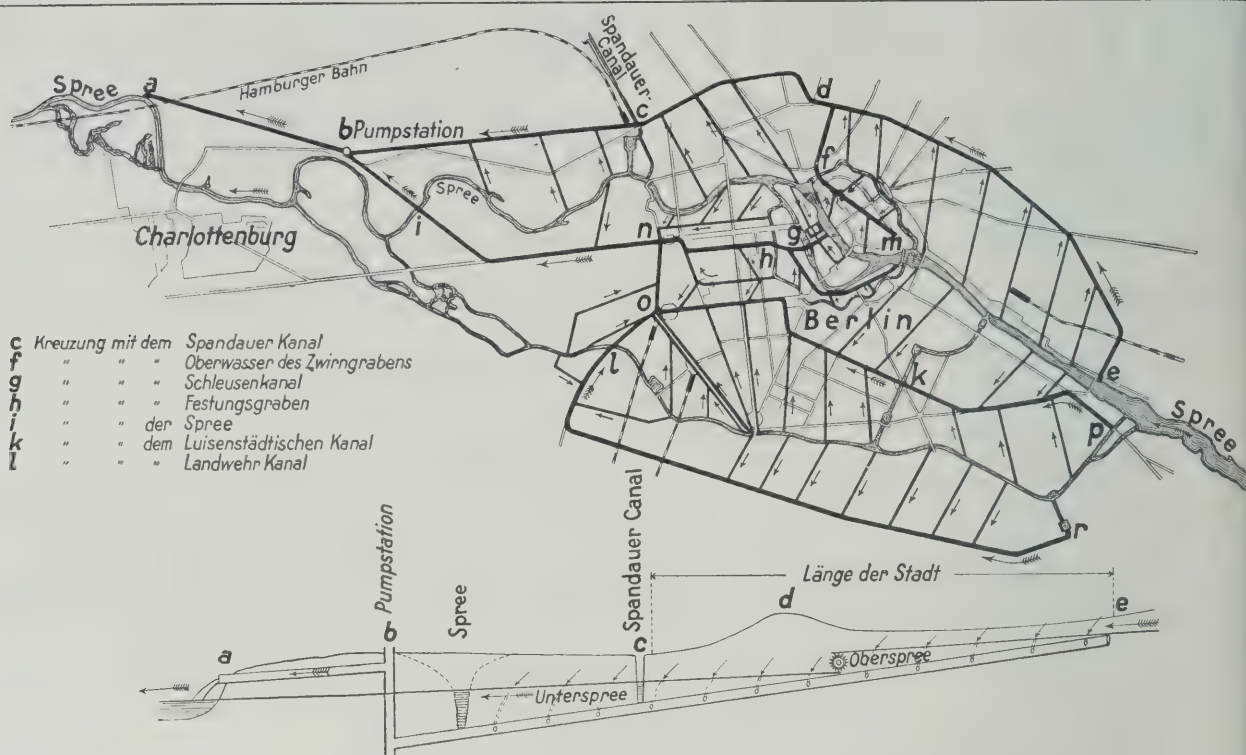 Spree
a
Hamburger Bahn
Spandauer-
Canal
c
d
b Pumpstation
f
Spree
i
n
g
m
h
Charlottenburg
o
Berlin
l
k
e
Spree
p
r
c Kreuzung mit dem Spandauer Kanal
f " " " Oberwasser des Zwirngrabens
g " " " Schleusenkanal
h " " " Festungsgraben
i " " der Spree
k " " dem Luisenstädtischen Kanal
l " " " Landwehr Kanal
Pumpstation
b
Spree
Spandauer Canal
c
Länge der Stadt
d
e
a
Oberspree
Unterspree